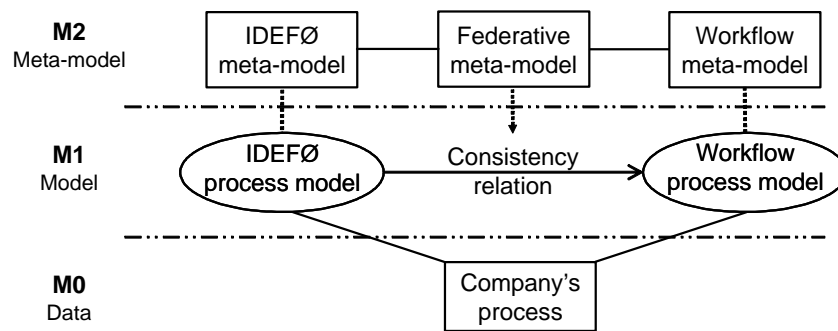 M2
Meta-model
IDEFØ
meta-model
Federative
meta-model
Workflow
meta-model
M1
Model
IDEFØ
process model
Consistency
relation
Workflow
process model
M0
Data
Company's
process